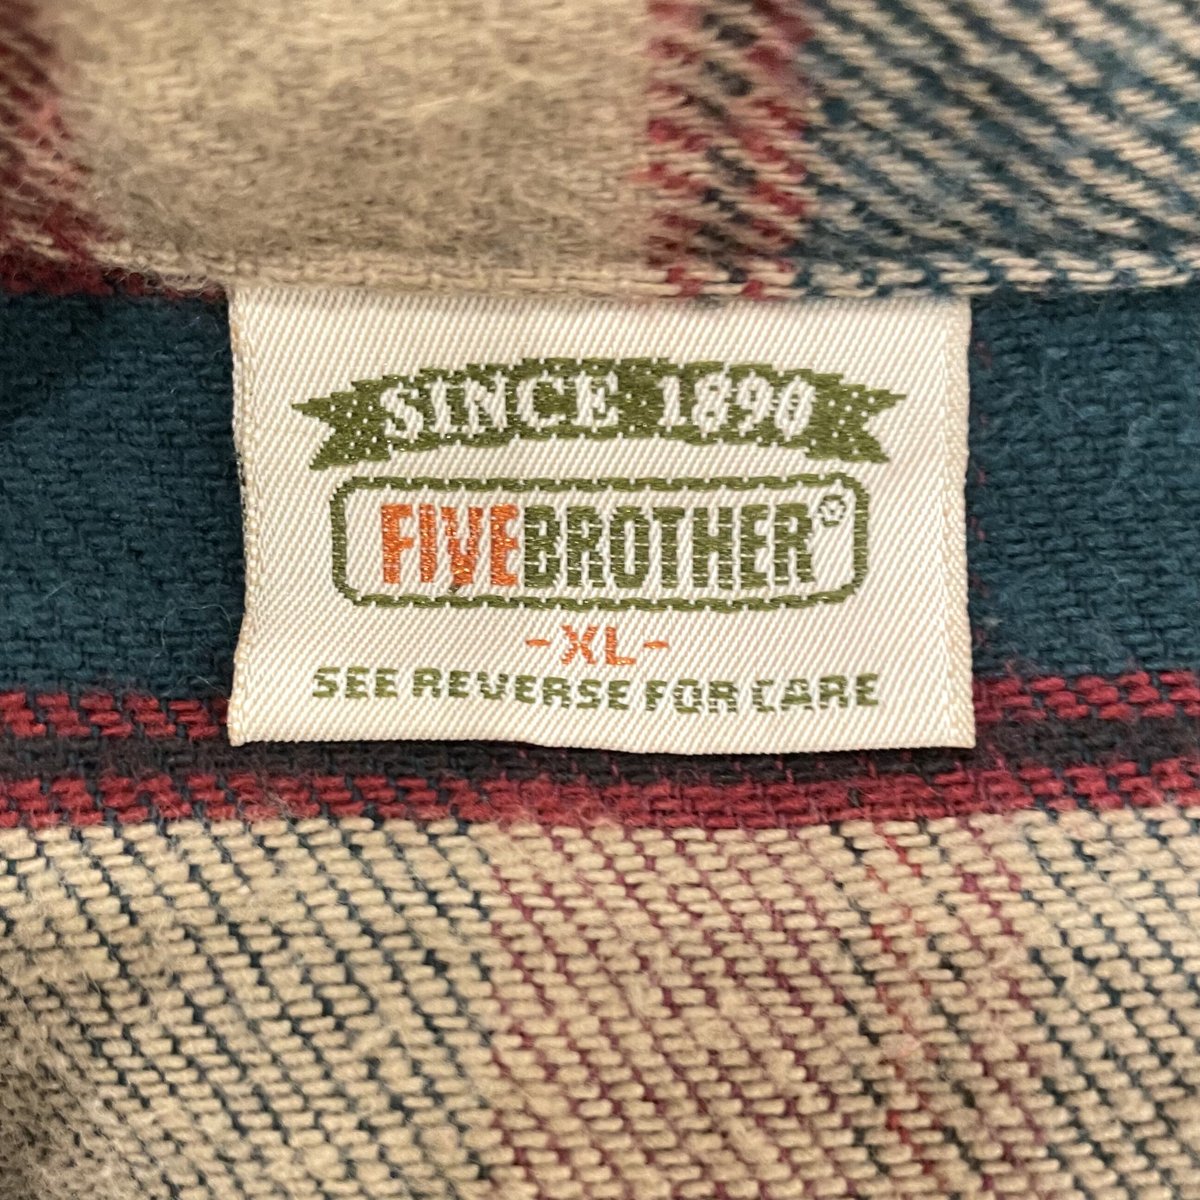 SINCE 1890
FIVEBROTHER®
-XL-
SEE REVERSE FOR CARE